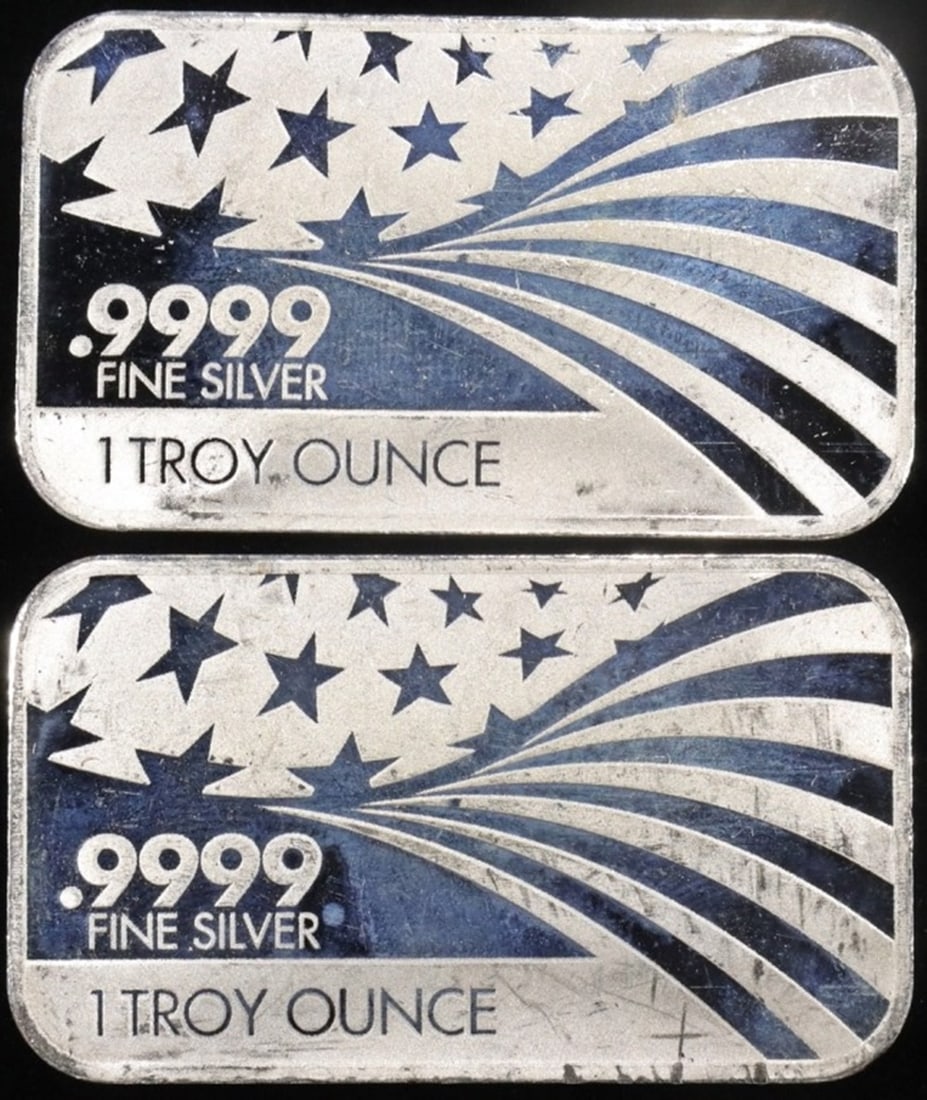 .9999
FINE SILVER
1 TROY OUNCE
.9999
FINE SILVER
1 TROY OUNCE